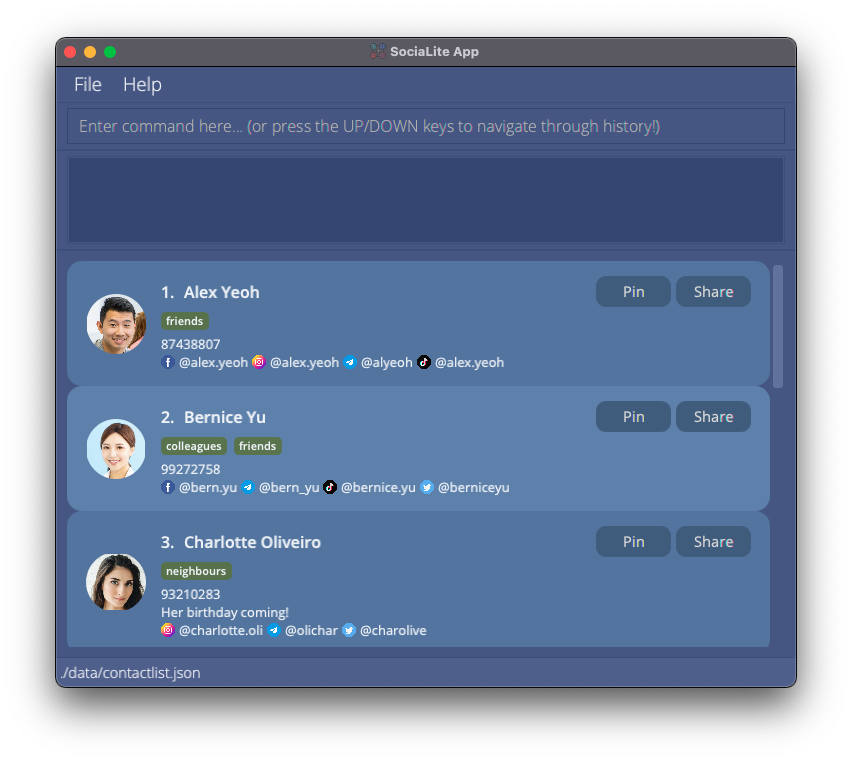 SociaLite App
File Help
Enter command here... (or press the UP/DOWN keys to navigate through history!)
1. Alex Yeoh Pin Share
friends
87438807
@alex.yeoh @alex.yeoh @alyeoh @alex.yeoh
2. Bernice Yu Pin Share
colleagues friends
99272758
@bern.yu @bern_yu @bernice.yu @berniceyu
3. Charlotte Oliveiro Pin Share
neighbours
93210283
Her birthday coming!
@charlotte.oli @olichar @charolive
./data/contactlist.json